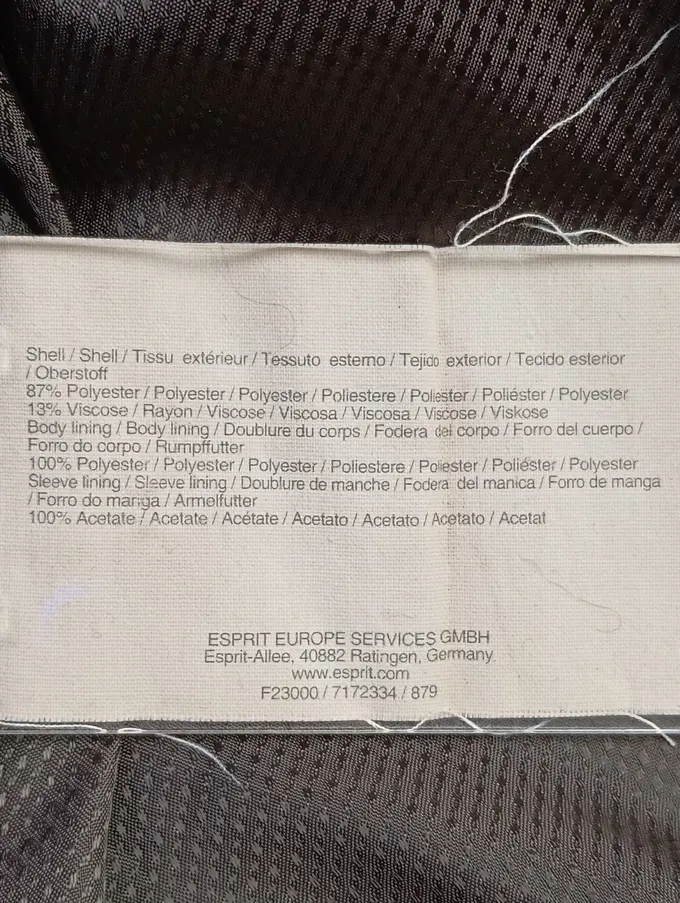 Shell / Shell / Tissu extérieur / Tessuto esterno / Tejido exterior / Tecido esterior
/ Oberstoff
87% Polyester / Polyester / Polyester / Poliestere / Poliester / Poliéster / Polyester
13% Viscose / Rayon / Viscose / Viscosa / Viscosa / Viscose / Viskose
Body lining / Body lining / Doublure du corps / Fodera del corpo / Forro del cuerpo /
Forro do corpo / Rumpffutter
100% Polyester / Polyester / Polyester / Poliestere / Poliester / Poliéster / Polyester
Sleeve lining / Sleeve lining / Doublure de manche / Fodera del manica / Forro de manga
/ Forro do manga / Armelfutter
100% Acetate / Acetate / Acétate / Acetato / Acetato / Acetato / Acetat
ESPRIT EUROPE SERVICES GMBH
Esprit-Allee, 40882 Ratingen, Germany
www.esprit.com
F23000 / 7172334 / 879